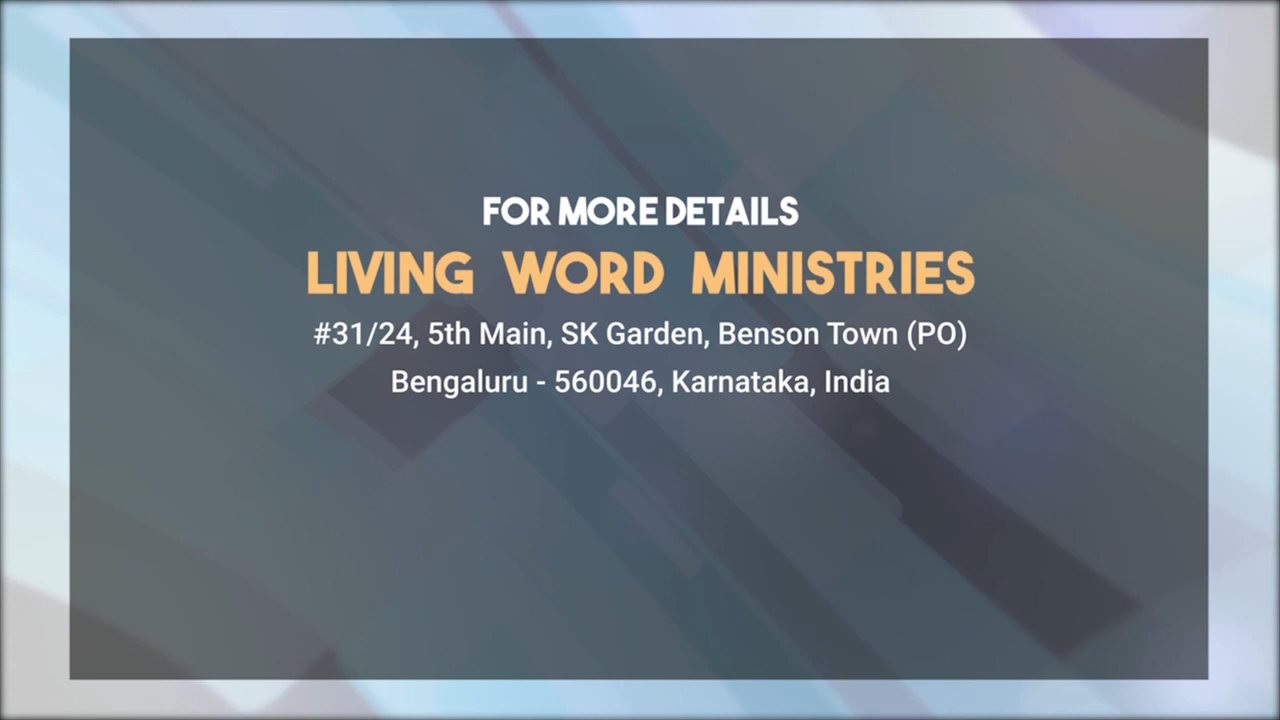 FOR MORE DETAILS
LIVING WORD MINISTRIES
#31/24, 5th Main, SK Garden, Benson Town (PO)
Bengaluru - 560046, Karnataka, India